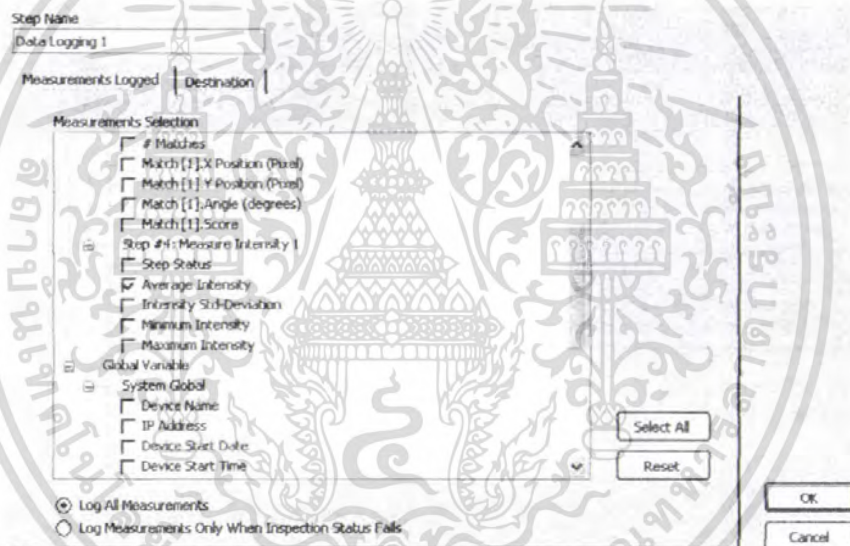 Step Name
Data Logging 1
Measurements Logged
Destination
Measurements Selection
# Matches
Match [1].X Position (Pixel)
Match [1].Y Position (Pixel)
Match [1].Angle (degrees)
Match [1].Score
Step #4: Measure Intensity 1
Step Status
Average Intensity
Intensity Std-Deviation
Minimum Intensity
Maximum Intensity
Global Variable
System Global
Device Name
IP Address
Device Start Date
Device Start Time
Select All
Reset
Log All Measurements
Log Measurements Only When Inspection Status Fails
OK
Cancel